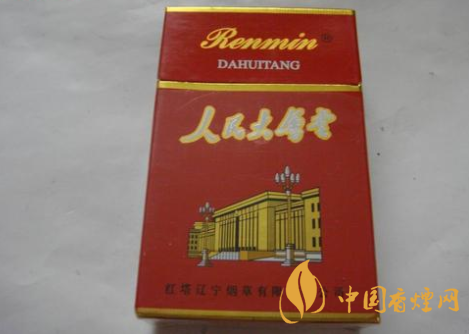 Renmin®
DAHUITANG
人民大會堂
红塔辽宁烟草有限
中国香烟网